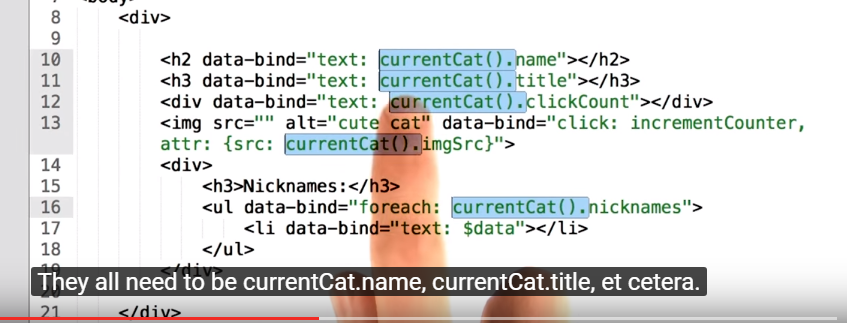 7 <body>
8 <div>
9
10 <h2 data-bind="text: currentCat().name"></h2>
11 <h3 data-bind="text: currentCat().title"></h3>
12 <div data-bind="text: currentCat().clickCount"></div>
13 <img src="" alt="cute cat" data-bind="click: incrementCounter,
attr: {src: currentCat().imgSrc}">
14 <div>
15 <h3>Nicknames:</h3>
16 <ul data-bind="foreach: currentCat().nicknames">
17 <li data-bind="text: $data"></li>
18 </ul>
19 </div>
They all need to be currentCat.name, currentCat.title, et cetera.
20
21 </div>